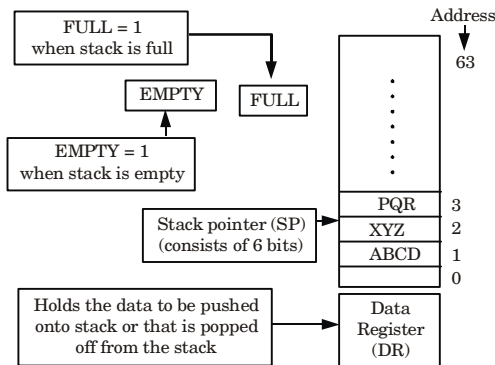 FULL = 1
when stack is full
Address
63
EMPTY
FULL
EMPTY = 1
when stack is empty
PQR 3
Stack pointer (SP)
(consists of 6 bits)
XYZ 2
ABCD 1
0
Holds the data to be pushed
onto stack or that is popped
off from the stack
Data
Register
(DR)